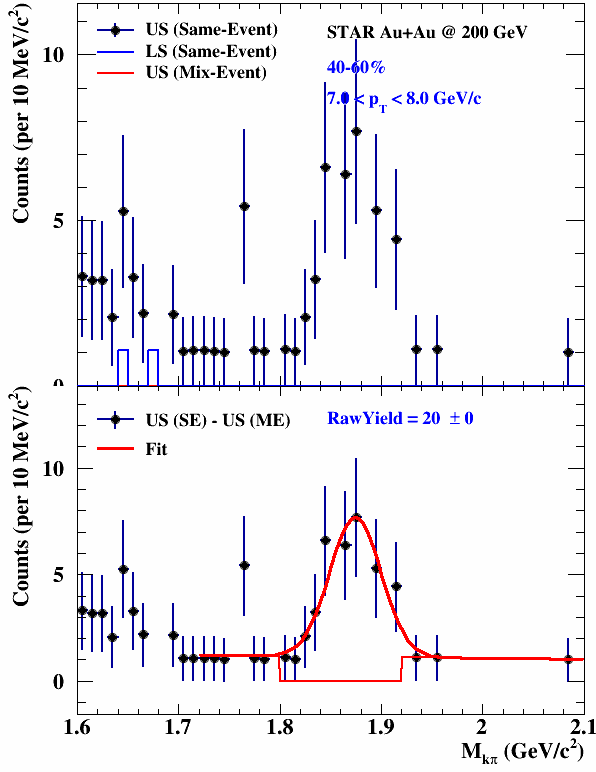 Counts (per 10 MeV/c²)
US (Same-Event)
LS (Same-Event)
US (Mix-Event)
STAR Au+Au @ 200 GeV
40-60%
7.0 < p_T < 8.0 GeV/c
10
5
0
Counts (per 10 MeV/c²)
US (SE) - US (ME)
Fit
RawYield = 20 ± 0
10
5
0
1.6 1.7 1.8 1.9 2 2.1
M_kπ (GeV/c²)